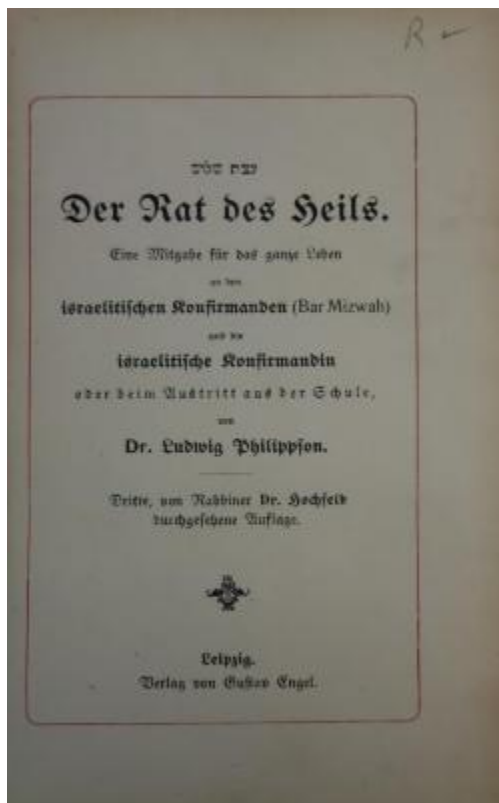 R
עצת שלום
Der Rat des Heils.
Eine Mitgabe für das ganze Leben
an den
israelitischen Konfirmanden (Bar Mizwah)
und die
israelitische Konfirmandin
oder beim Austritt aus der Schule,
von
Dr. Ludwig Philippson.
Dritte, vom Rabbiner Dr. Hochfeld
durchgesehene Auflage.
Leipzig.
Verlag von Gustav Engel.